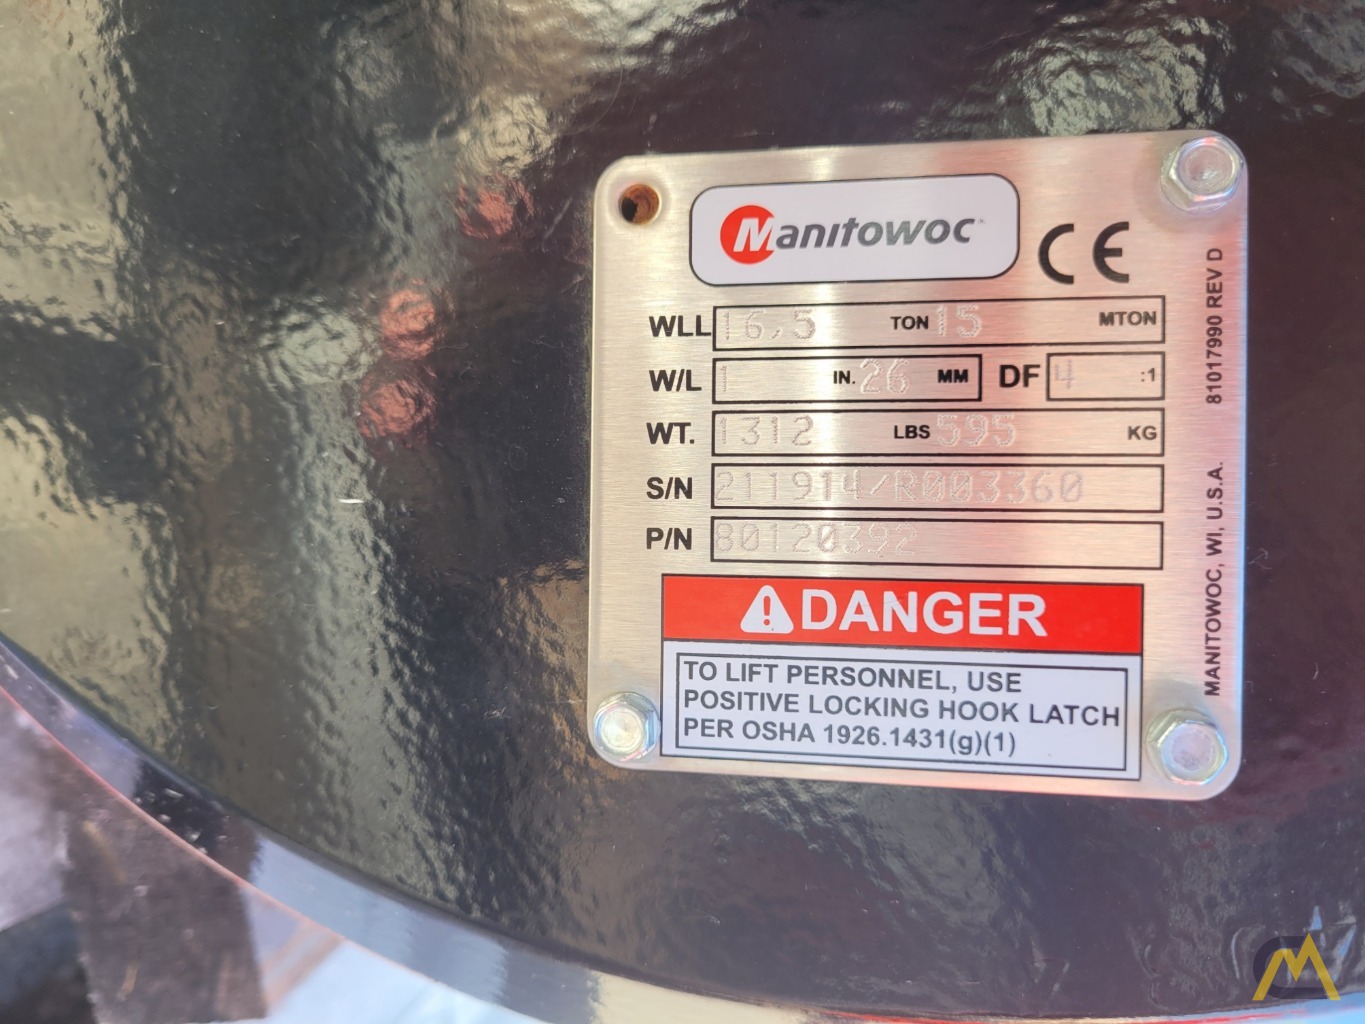 Manitowoc™ CE
WLL 16,5 TON 15 MTON
W/L 1 IN. 26 MM DF 4 :1
WT. 1312 LBS 595 KG
S/N 211914/R003360
P/N 80120392
DANGER
TO LIFT PERSONNEL, USE
POSITIVE LOCKING HOOK LATCH
PER OSHA 1926.1431(g)(1)
MANITOWOC, WI, U.S.A. 81017990 REV D